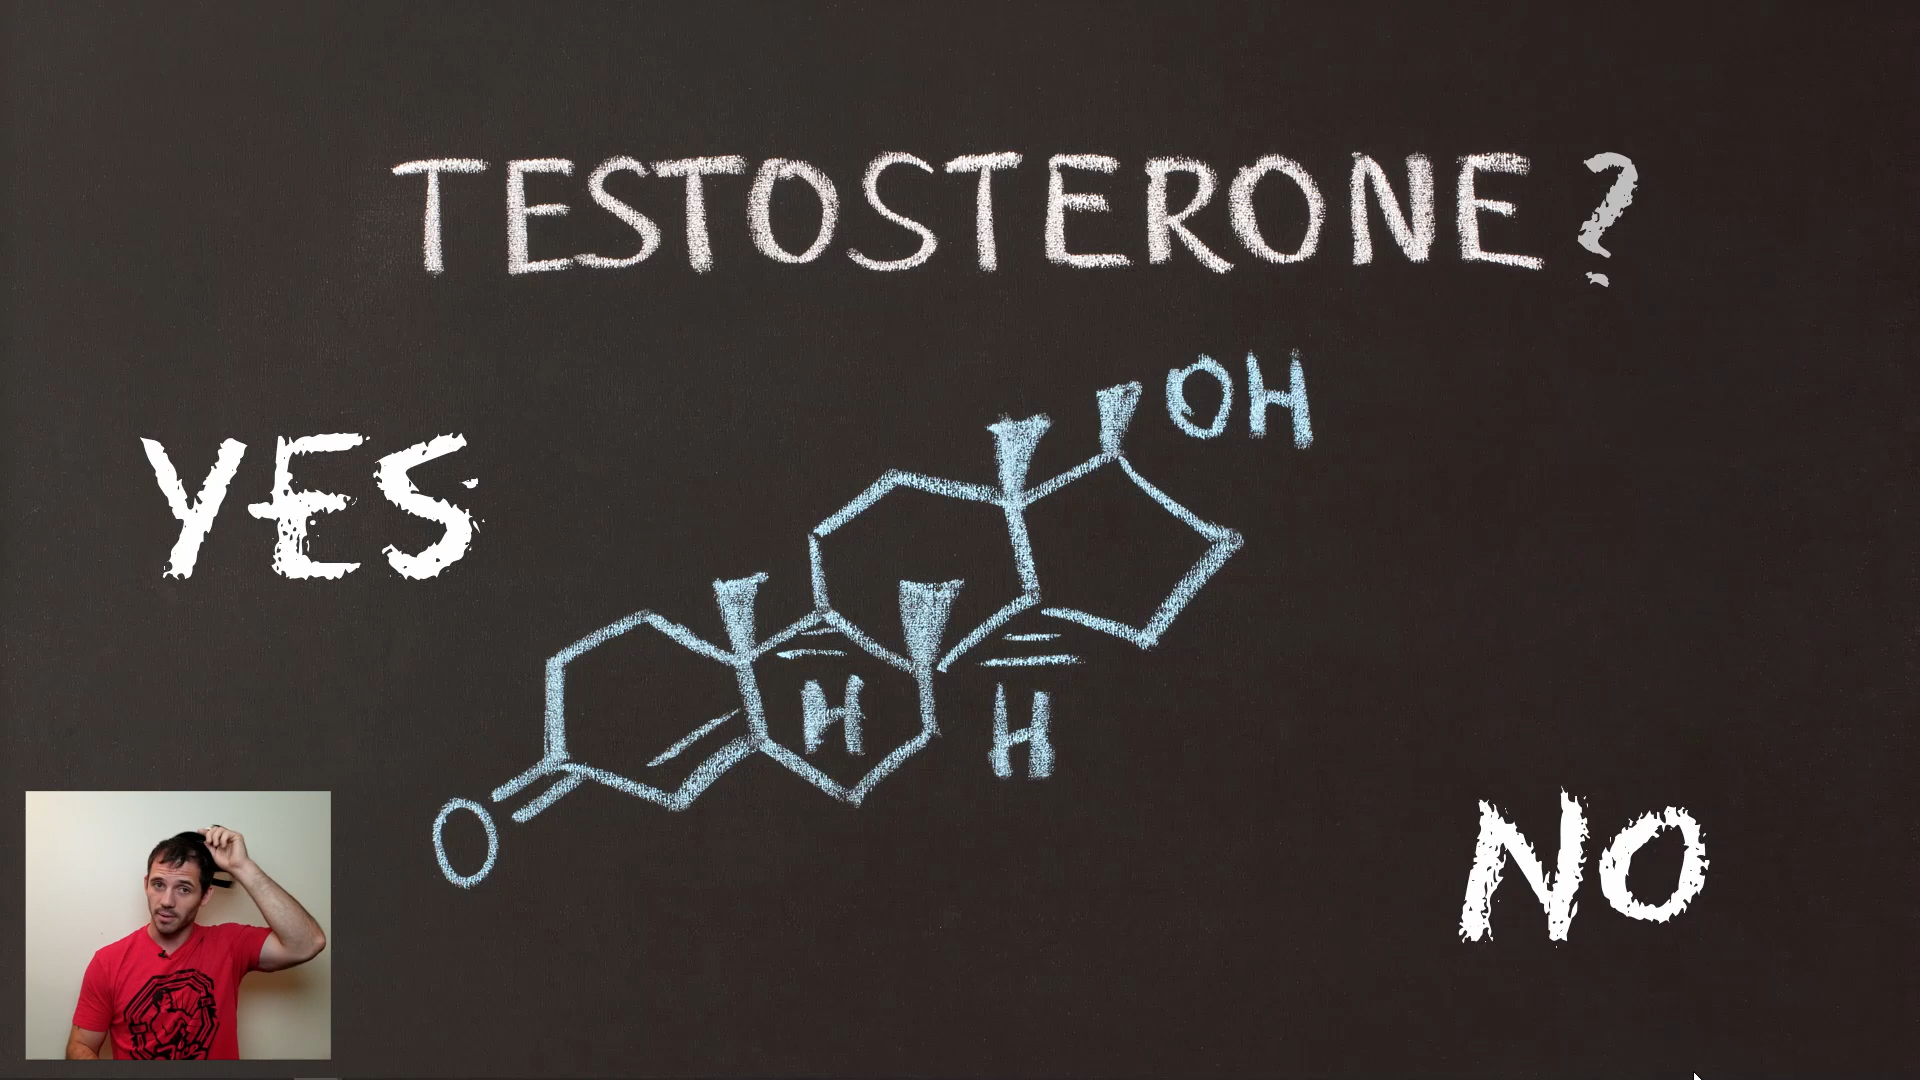 TESTOSTERONE?
OH
YES
H
H
O
NO